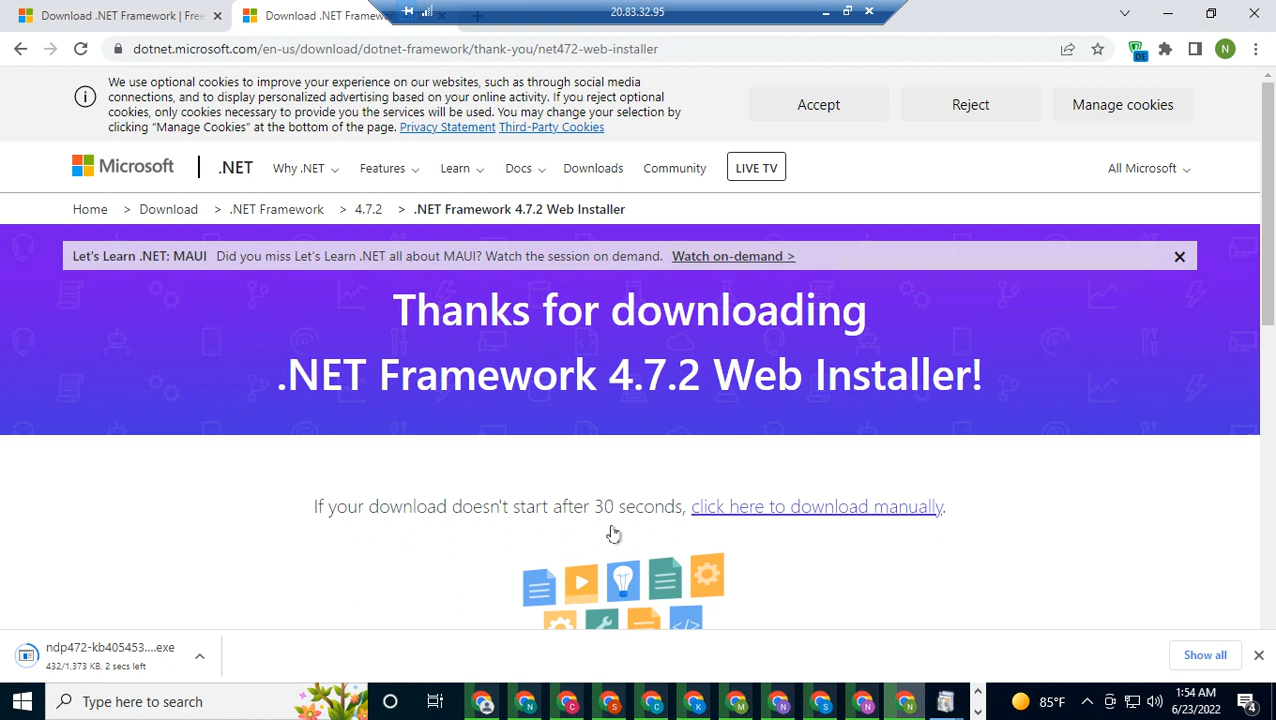 20.83.32.95
Download .NET Framework | Free
Download .NET Framework
dotnet.microsoft.com/en-us/download/dotnet-framework/thank-you/net472-web-installer
DE
N
We use optional cookies to improve your experience on our websites, such as through social media
connections, and to display personalized advertising based on your online activity. If you reject optional
cookies, only cookies necessary to provide you the services will be used. You may change your selection by
clicking “Manage Cookies” at the bottom of the page. Privacy Statement Third-Party Cookies
Accept
Reject
Manage cookies
Microsoft
.NET
Why .NET
Features
Learn
Docs
Downloads
Community
LIVE TV
All Microsoft
Home > Download > .NET Framework > 4.7.2 > .NET Framework 4.7.2 Web Installer
Let's Learn .NET: MAUI Did you miss Let's Learn .NET all about MAUI? Watch the session on demand. Watch on-demand >
Thanks for downloading
.NET Framework 4.7.2 Web Installer!
If your download doesn't start after 30 seconds, click here to download manually.
ndp472-kb405453....exe
432/1,373 KB, 2 secs left
Show all
Type here to search
85°F
1:54 AM
6/23/2022
4